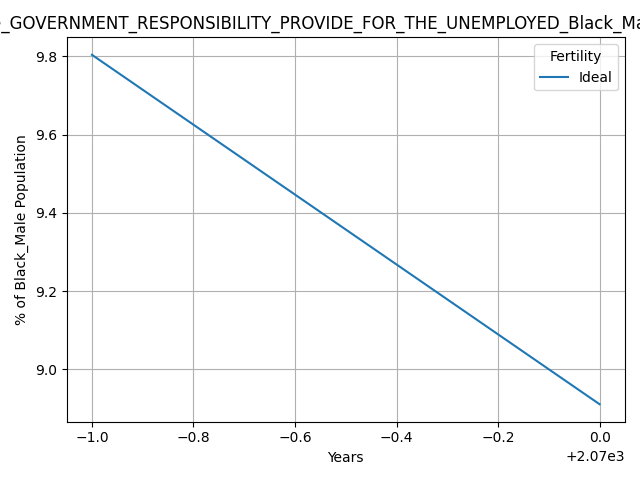 _GOVERNMENT_RESPONSIBILITY_PROVIDE_FOR_THE_UNEMPLOYED_Black_Ma
Fertility
Ideal
% of Black_Male Population
9.8
9.6
9.4
9.2
9.0
−1.0 −0.8 −0.6 −0.4 −0.2 0.0
Years
+2.07e3